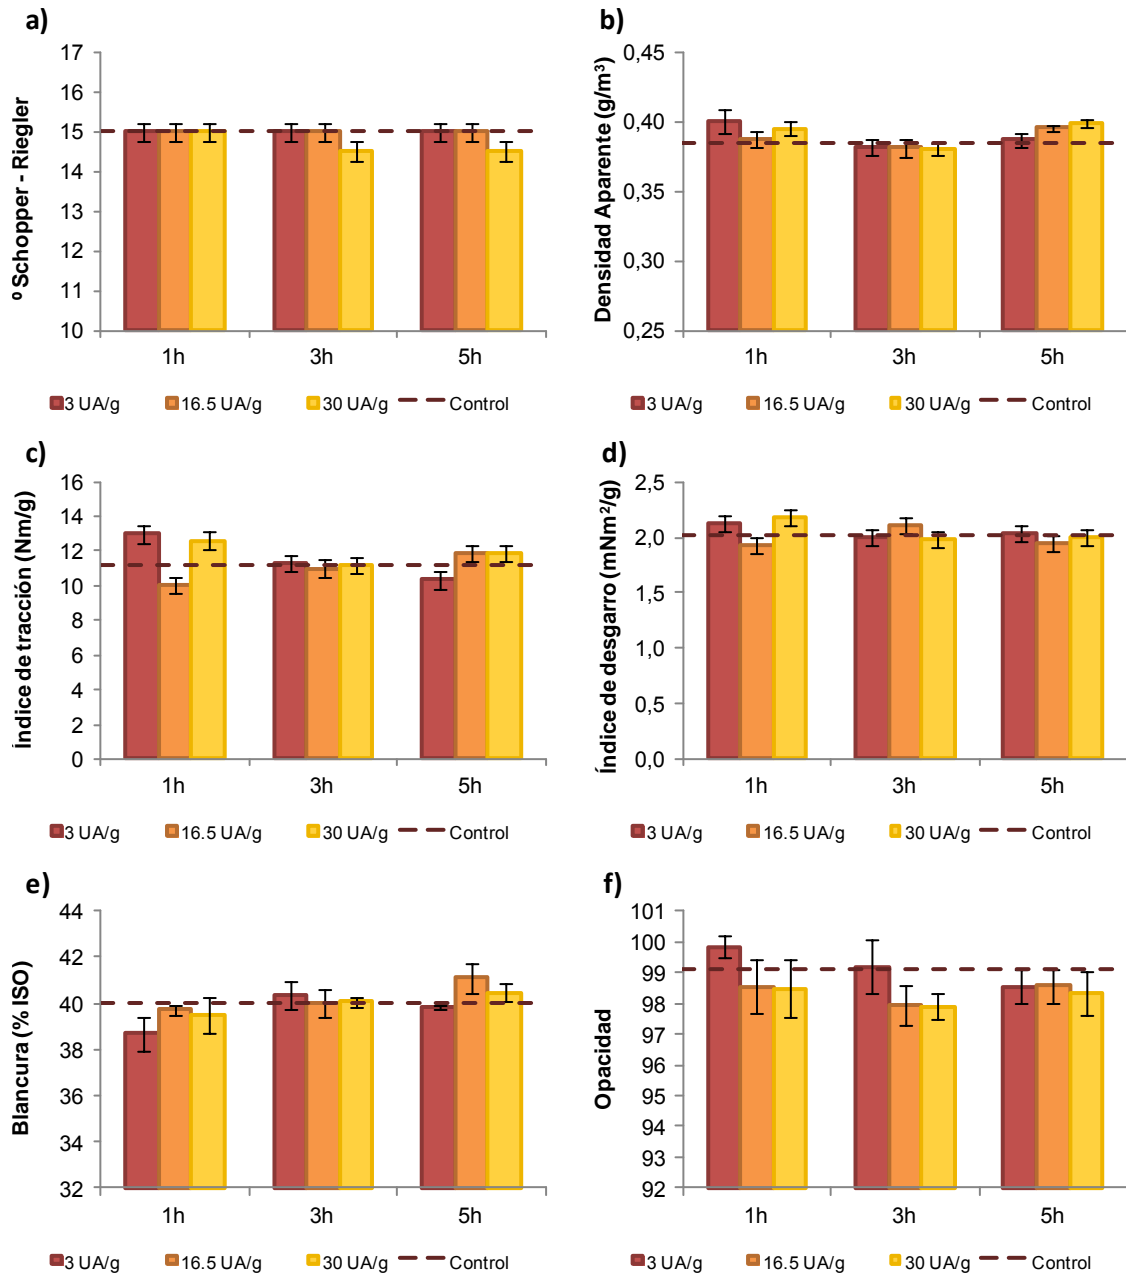 a)
17
16
15
14
13
12
11
10
º Schopper - Riegler
1h 3h 5h
3 UA/g 16.5 UA/g 30 UA/g Control
b)
0,45
0,40
0,35
0,30
0,25
Densidad Aparente (g/m³)
1h 3h 5h
3 UA/g 16.5 UA/g 30 UA/g Control
c)
16
14
12
10
8
6
4
2
0
Índice de tracción (Nm/g)
1h 3h 5h
3 UA/g 16.5 UA/g 30 UA/g Control
d)
2,5
2,0
1,5
1,0
0,5
0,0
Índice de desgarro (mNm²/g)
1h 3h 5h
3 UA/g 16.5 UA/g 30 UA/g Control
e)
44
42
40
38
36
34
32
Blancura (% ISO)
1h 3h 5h
3 UA/g 16.5 UA/g 30 UA/g Control
f)
101
100
99
98
97
96
95
94
93
92
Opacidad
1h 3h 5h
3 UA/g 16.5 UA/g 30 UA/g Control